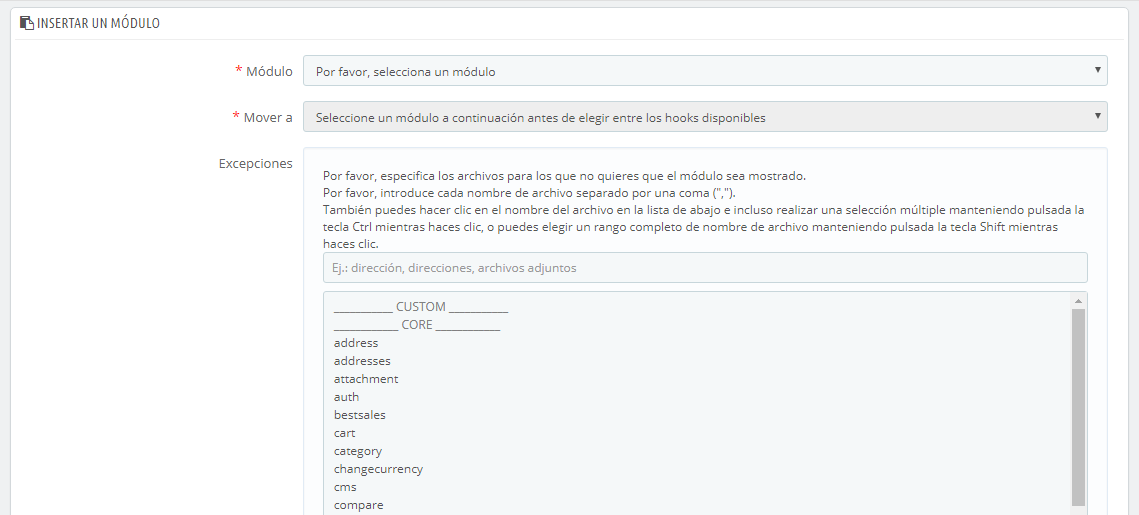 INSERTAR UN MÓDULO
* Módulo
Por favor, selecciona un módulo
* Mover a
Seleccione un módulo a continuación antes de elegir entre los hooks disponibles
Excepciones
Por favor, especifica los archivos para los que no quieres que el módulo sea mostrado.
Por favor, introduce cada nombre de archivo separado por una coma (",").
También puedes hacer clic en el nombre del archivo en la lista de abajo e incluso realizar una selección múltiple manteniendo pulsada la
tecla Ctrl mientras haces clic, o puedes elegir un rango completo de nombre de archivo manteniendo pulsada la tecla Shift mientras
haces clic.
Ej.: dirección, direcciones, archivos adjuntos
___________ CUSTOM ___________
____________ CORE ____________
address
addresses
attachment
auth
bestsales
cart
category
changecurrency
cms
compare